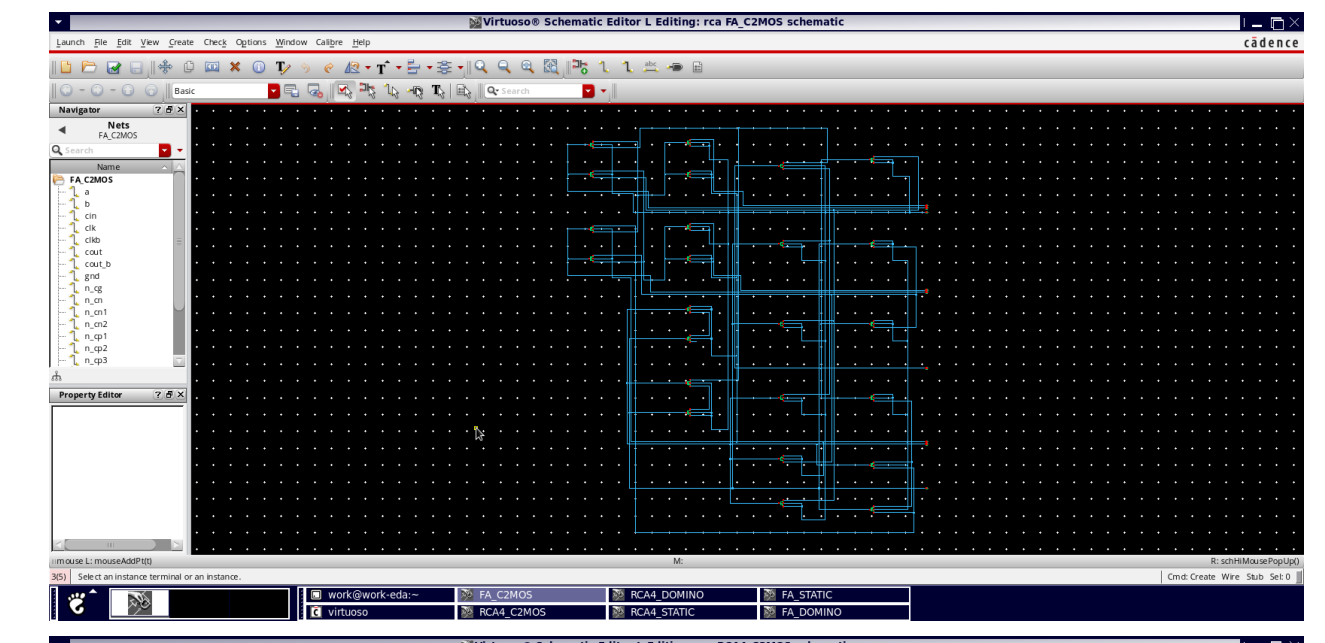 Virtuoso® Schematic Editor L Editing: rca FA_C2MOS schematic
Launch File Edit View Create Check Options Window Calibre Help
cādence
Basic
Search
Navigator
Nets
FA_C2MOS
Search
Name
FA_C2MOS
a
b
cin
clk
clkb
cout
cout_b
gnd
n_cg
n_cn
n_cn1
n_cn2
n_cp1
n_cp2
n_cp3
Property Editor
mouse L: mouseAddPt(t) M: R: schHiMousePopUp()
3(5) Select an instance terminal or an instance. Cmd: Create Wire Stub Sel: 0
work@work-eda:~ FA_C2MOS RCA4_DOMINO FA_STATIC
virtuoso RCA4_C2MOS RCA4_STATIC FA_DOMINO